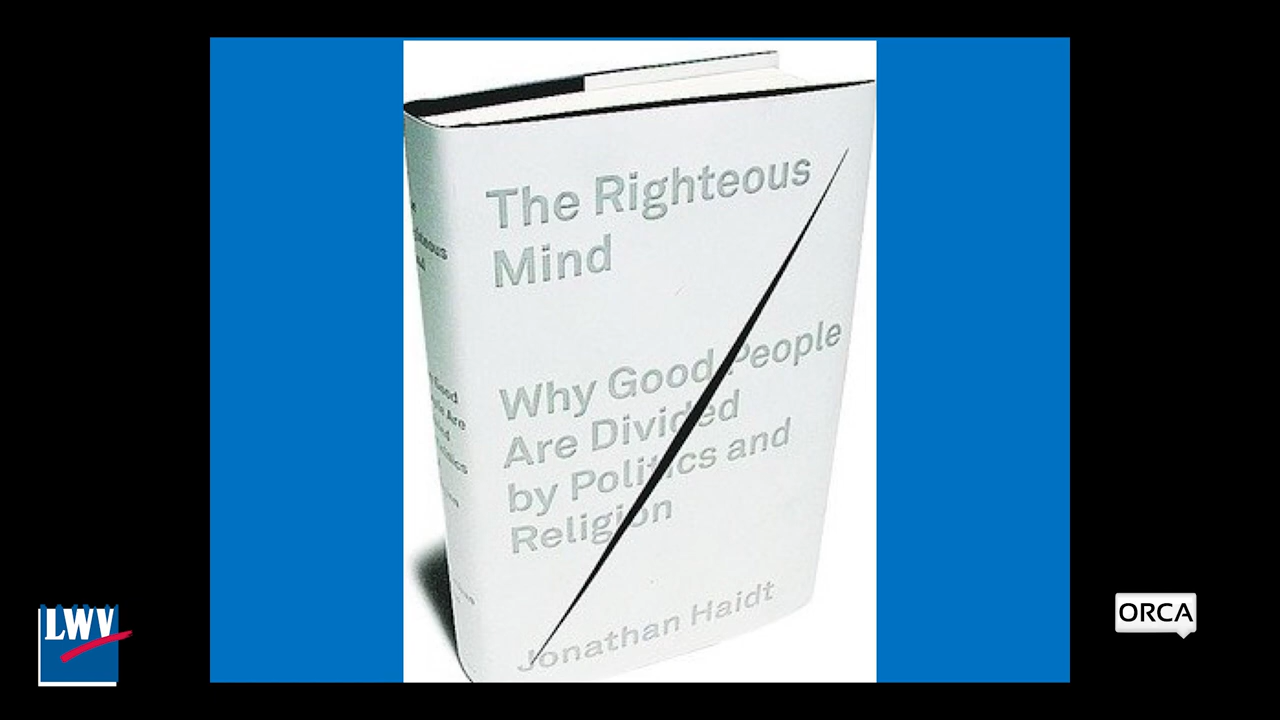 The Righteous
Mind
Why Good People
Are Divided
by Politics and
Religion
Jonathan Haidt
LWV
ORCA